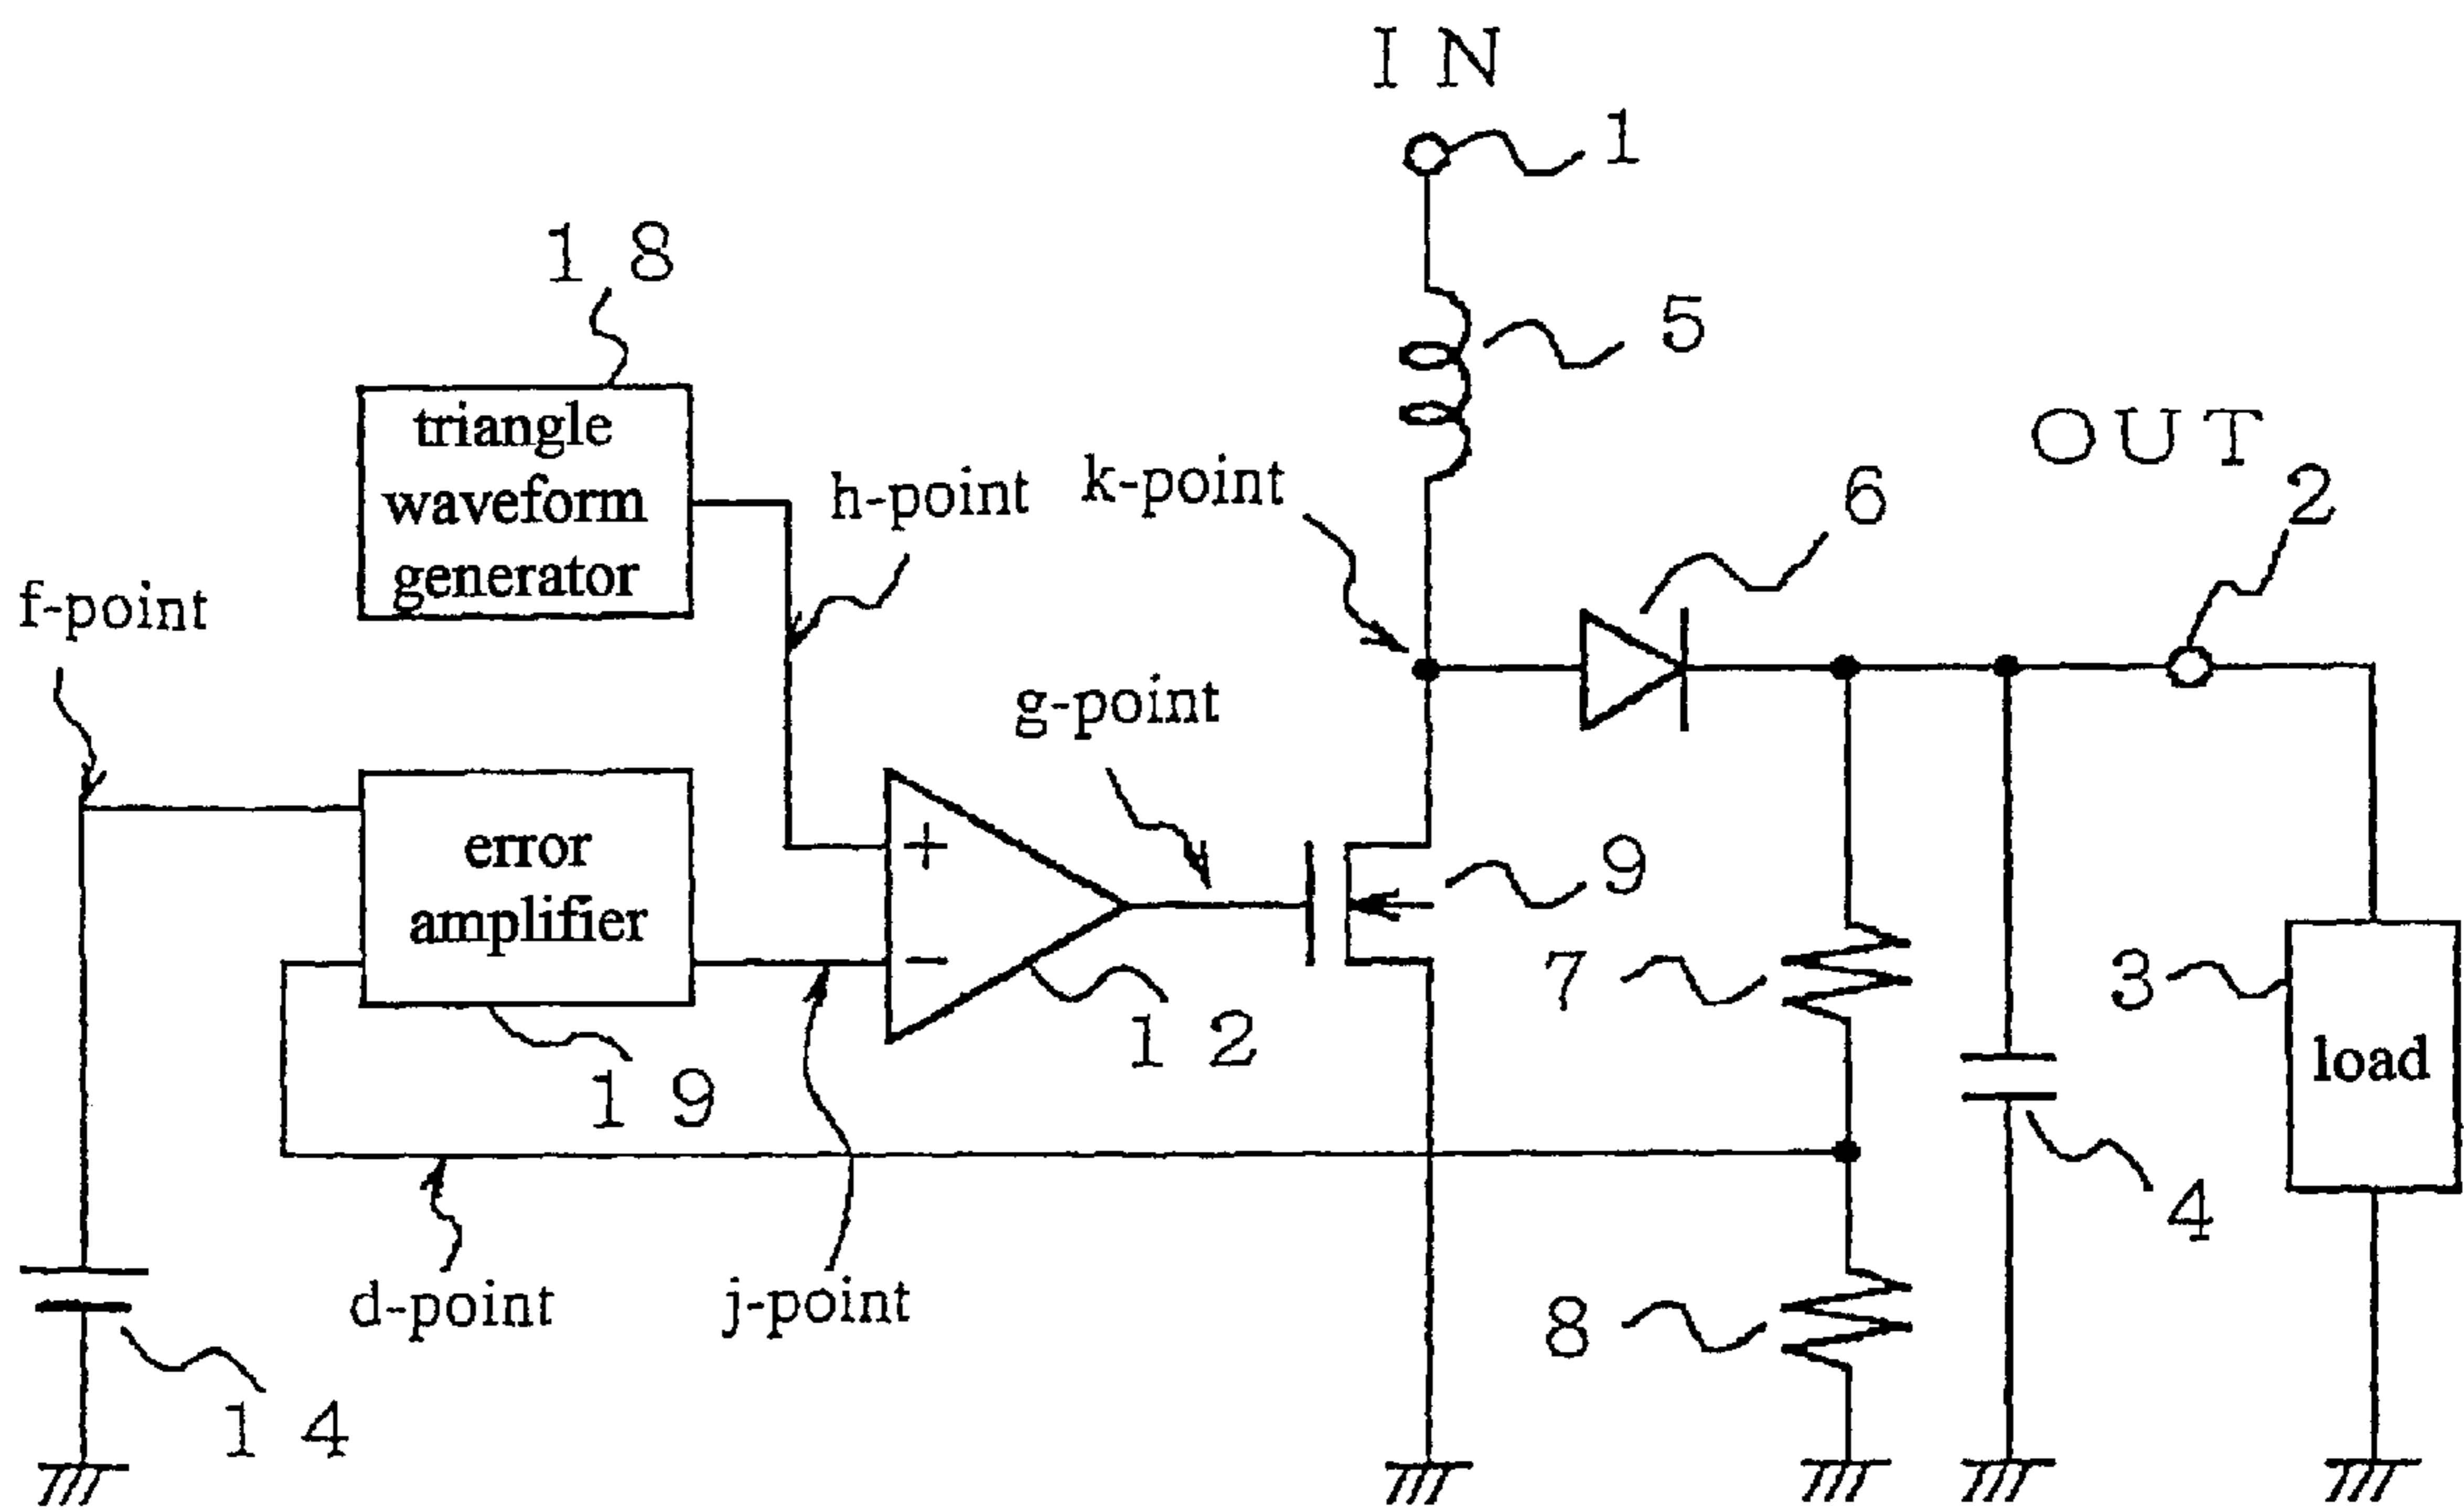 IN
1
18
5
OUT
h-point
k-point
6
2
triangle
waveform
generator
f-point
g-point
+
error
amplifier
−
9
7
3
12
load
19
4
d-point
j-point
8
14